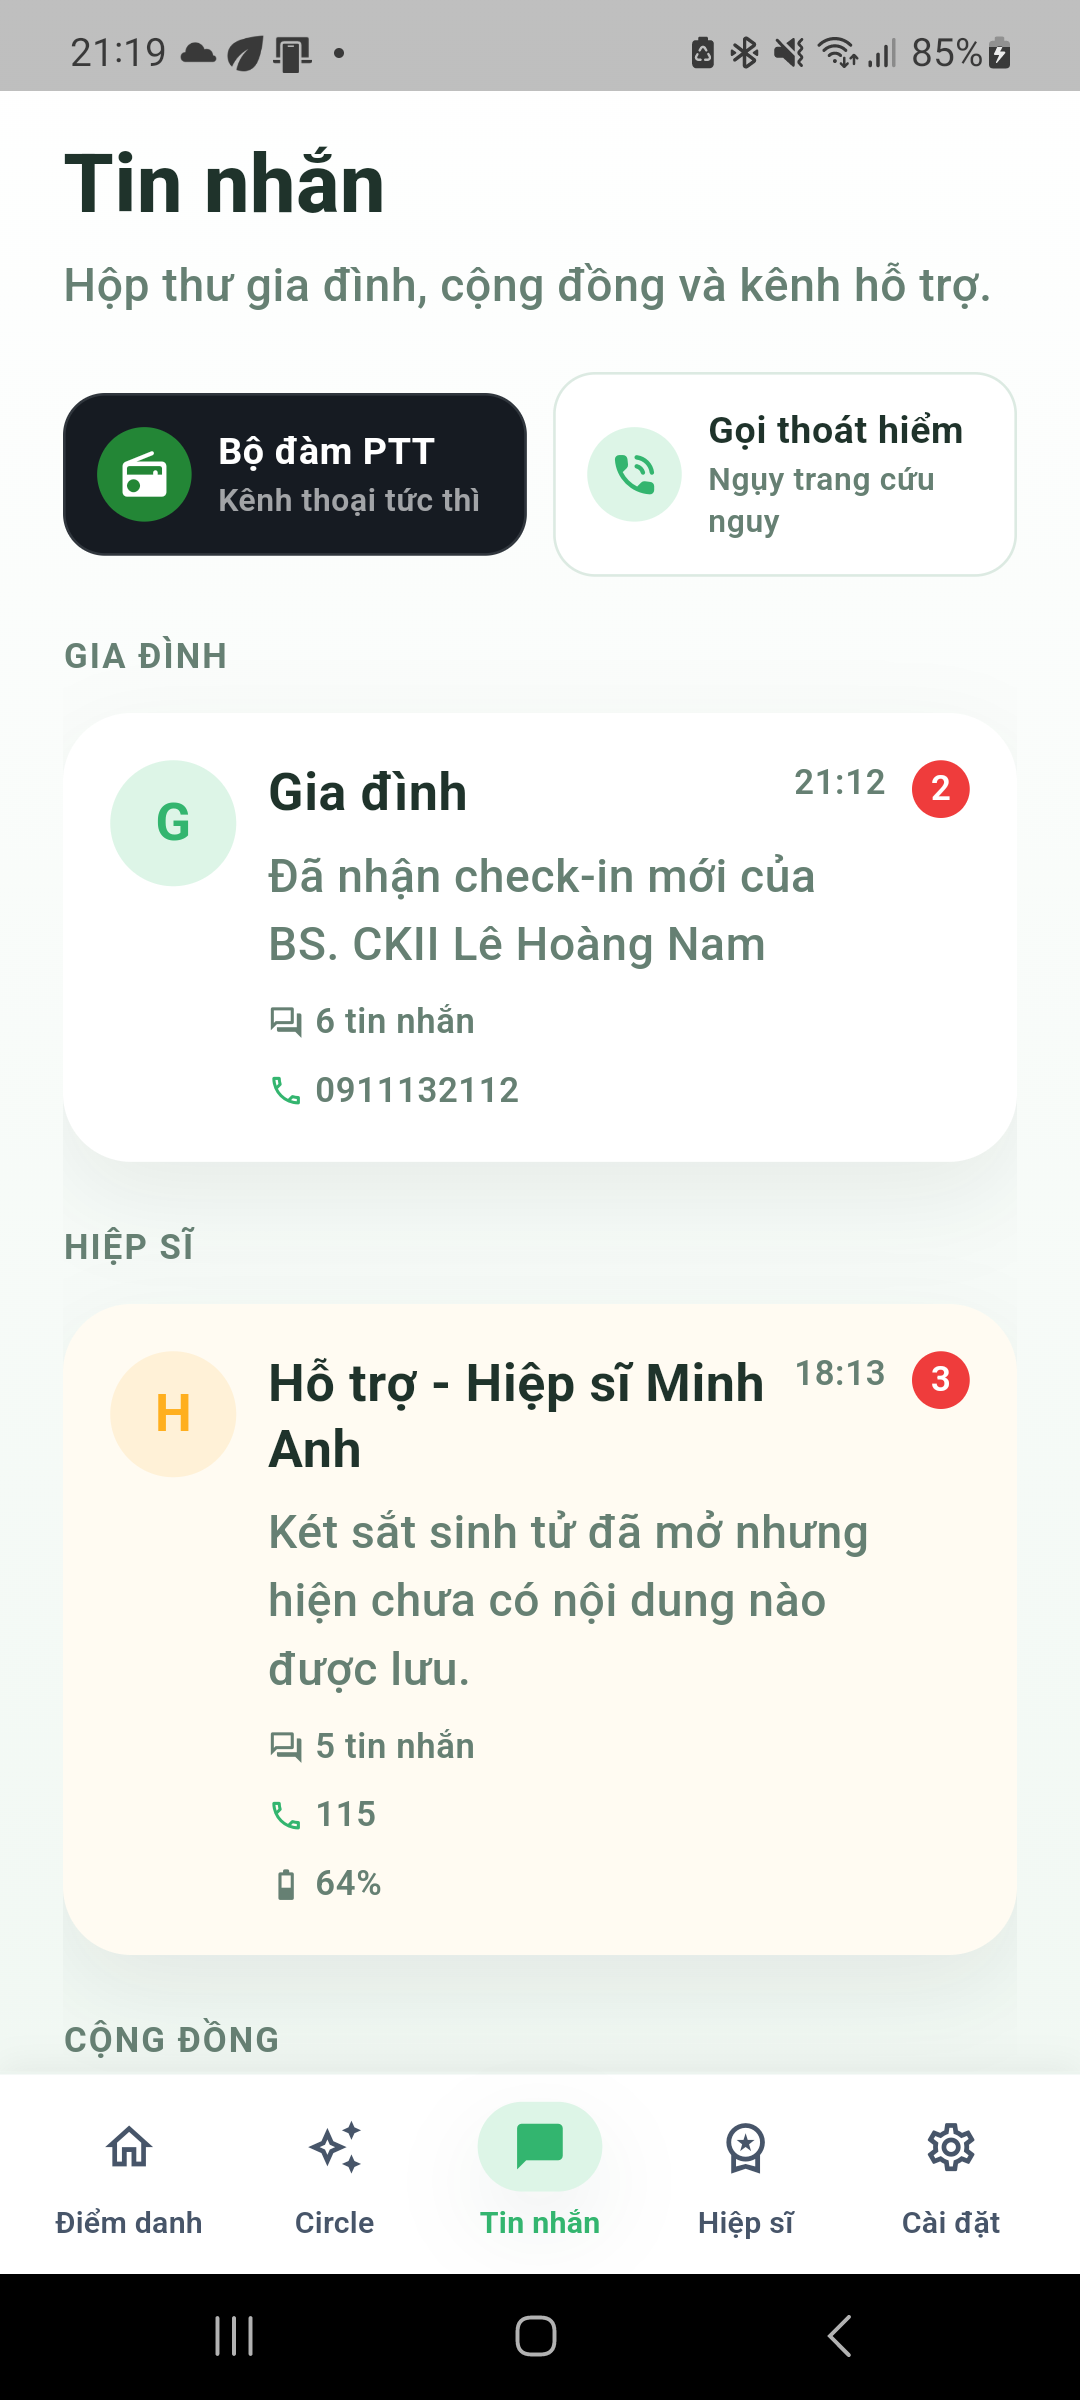 21:19
85%
Tin nhắn
Hộp thư gia đình, cộng đồng và kênh hỗ trợ.
Bộ đàm PTT
Kênh thoại tức thì
Gọi thoát hiểm
Ngụy trang cứu
nguy
GIA ĐÌNH
G
Gia đình
21:12
2
Đã nhận check-in mới của
BS. CKII Lê Hoàng Nam
6 tin nhắn
0911132112
HIỆP SĨ
H
Hỗ trợ - Hiệp sĩ Minh
Anh
18:13
3
Két sắt sinh tử đã mở nhưng
hiện chưa có nội dung nào
được lưu.
5 tin nhắn
115
64%
CỘNG ĐỒNG
Điểm danh
Circle
Tin nhắn
Hiệp sĩ
Cài đặt